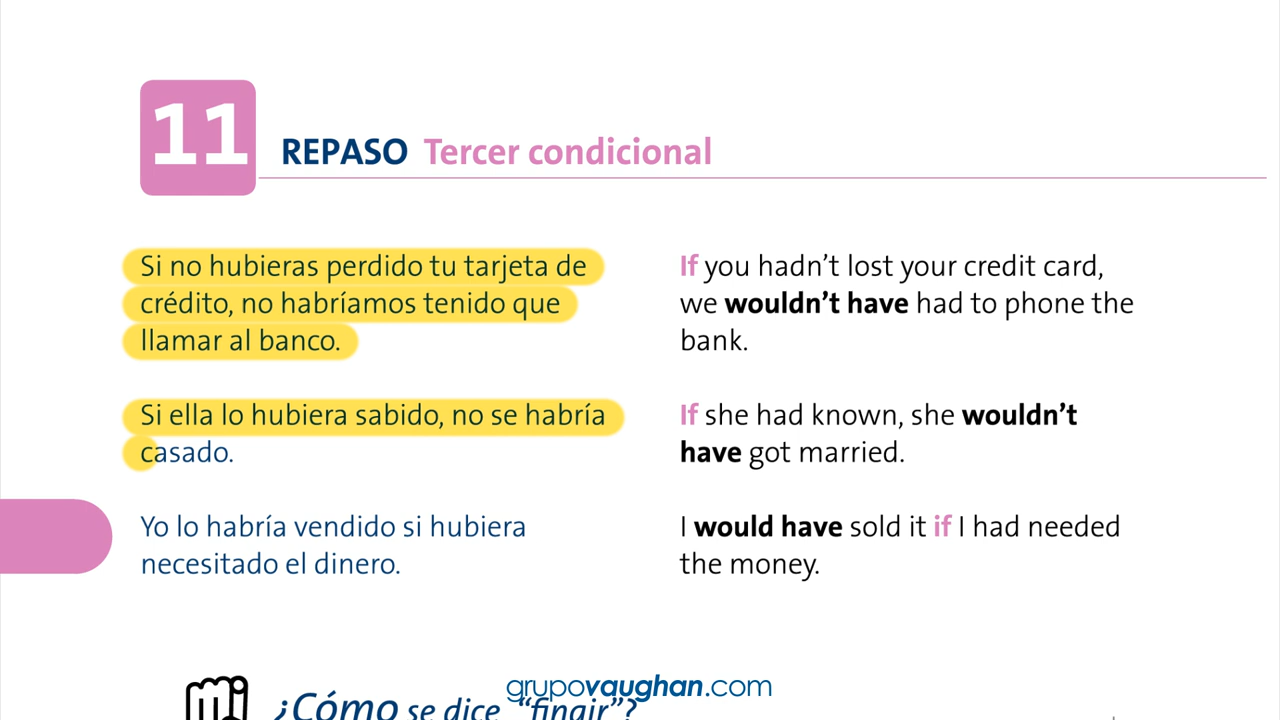 11
REPASO Tercer condicional
Si no hubieras perdido tu tarjeta de
crédito, no habríamos tenido que
llamar al banco.
If you hadn’t lost your credit card,
we wouldn’t have had to phone the
bank.
Si ella lo hubiera sabido, no se habría
casado.
If she had known, she wouldn’t
have got married.
Yo lo habría vendido si hubiera
necesitado el dinero.
I would have sold it if I had needed
the money.
grupovaughan.com
¿Cómo se dice “fingir”?